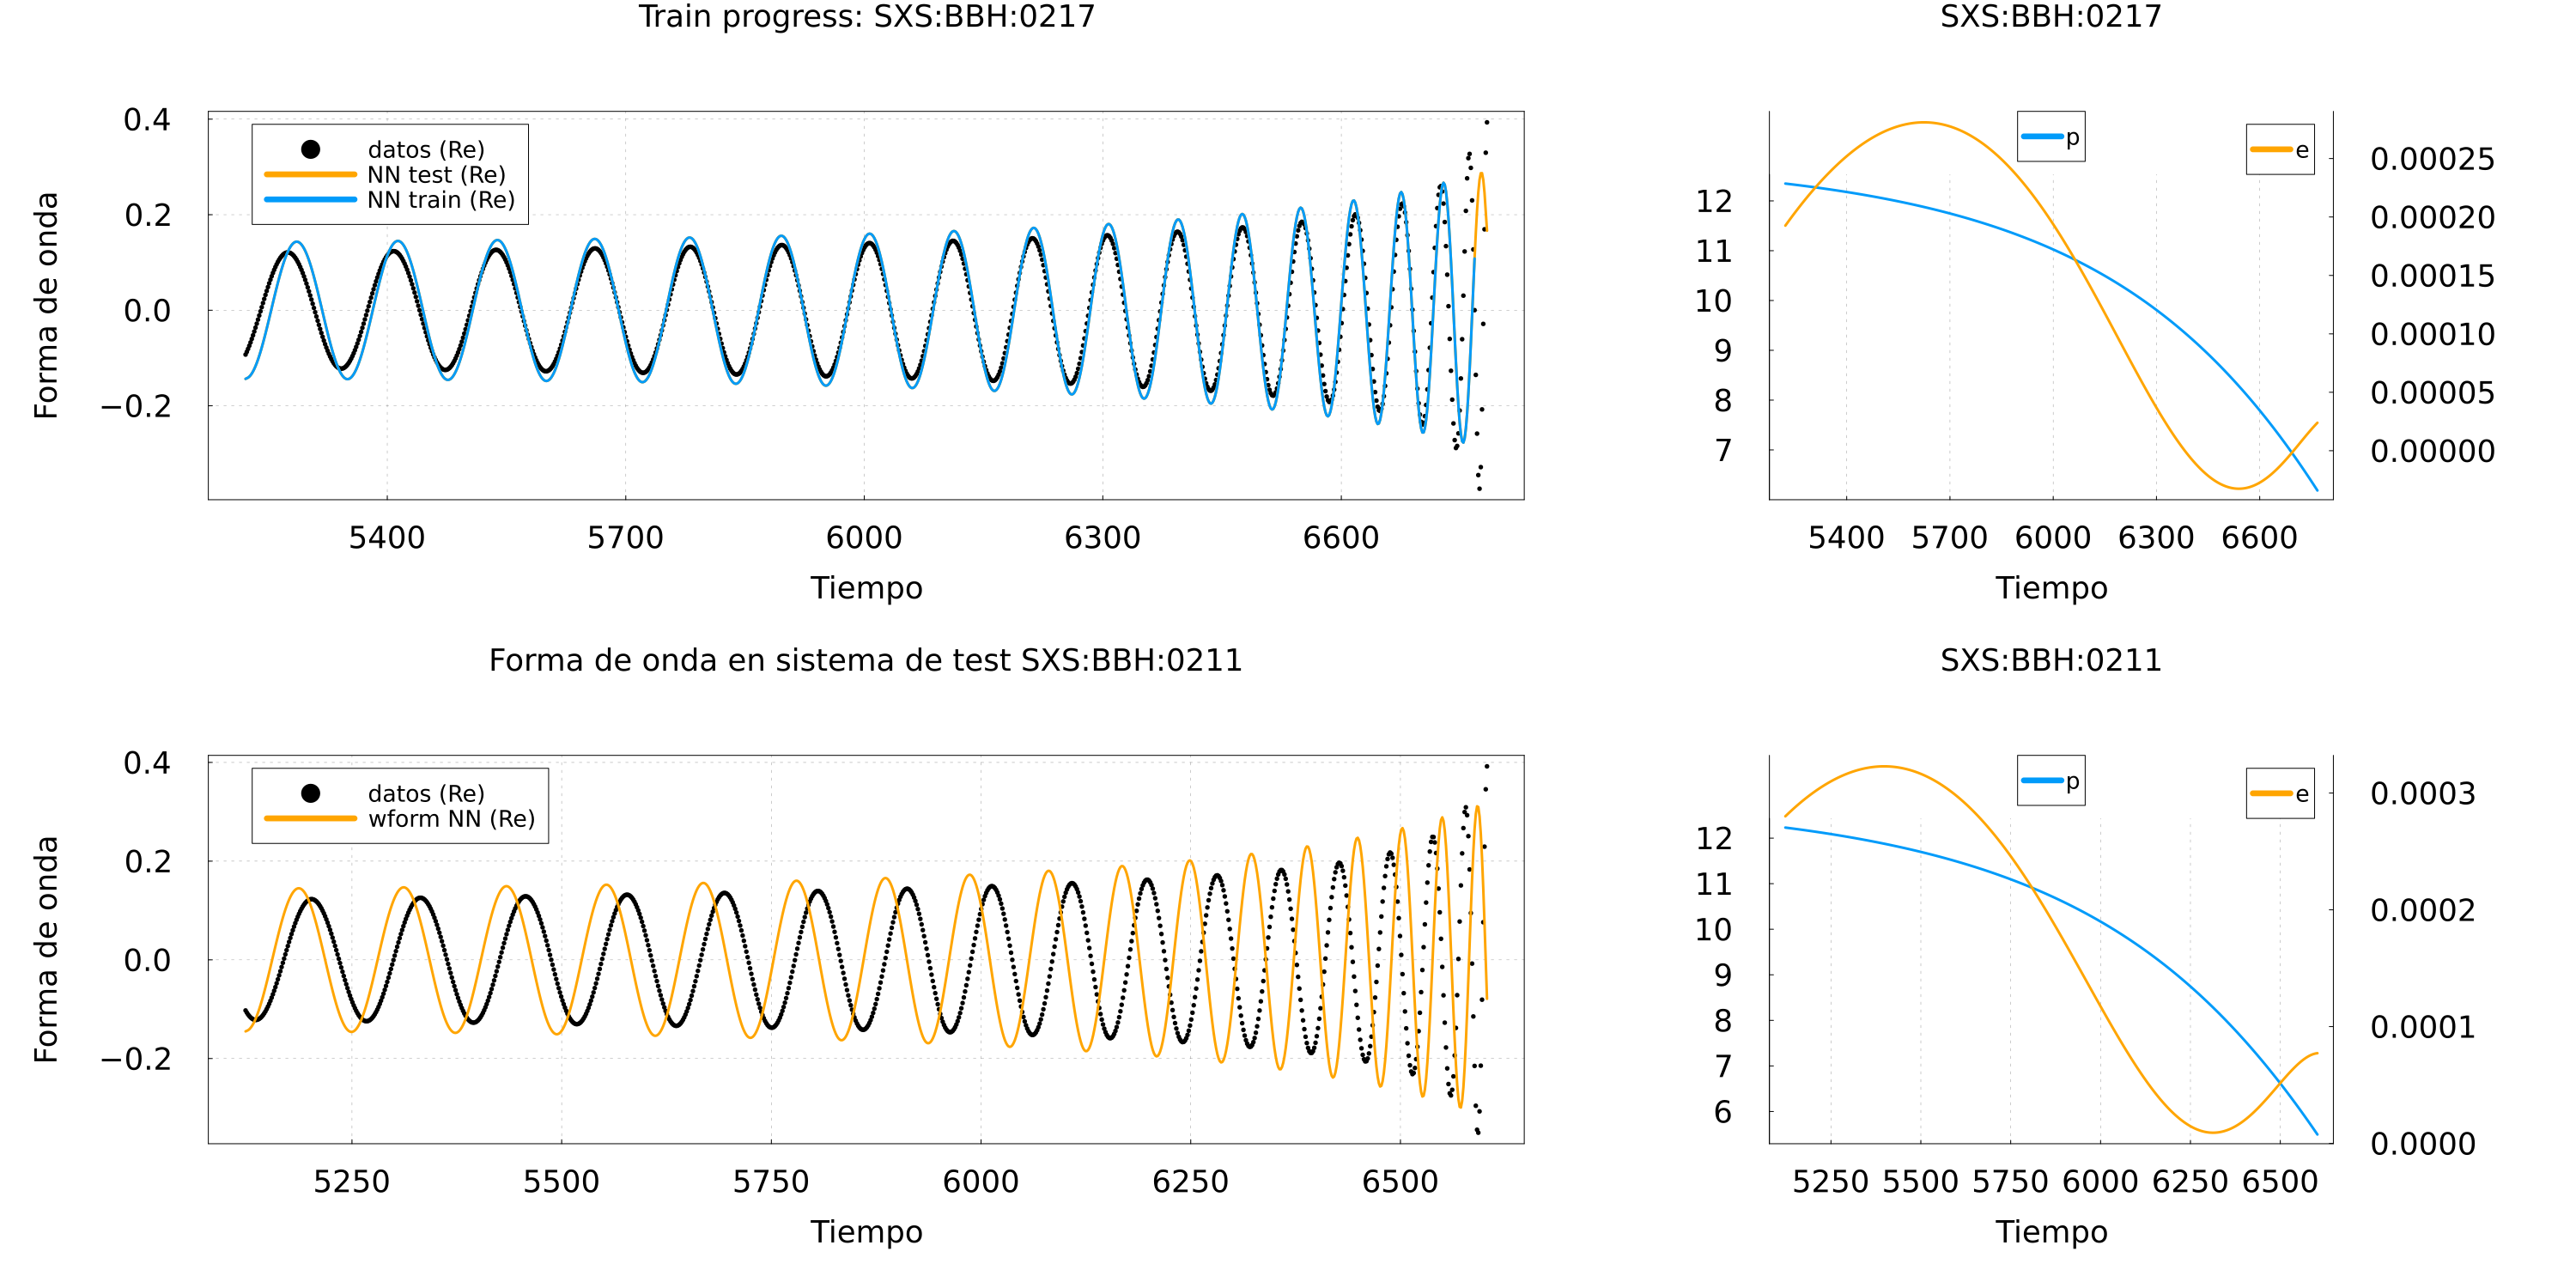 Train progress: SXS:BBH:0217
Forma de onda
0.4
0.2
0.0
−0.2
datos (Re)
NN test (Re)
NN train (Re)
5400 5700 6000 6300 6600
Tiempo
SXS:BBH:0217
12
11
10
9
8
7
p
e
0.00025
0.00020
0.00015
0.00010
0.00005
0.00000
5400 5700 6000 6300 6600
Tiempo
Forma de onda en sistema de test SXS:BBH:0211
Forma de onda
0.4
0.2
0.0
−0.2
datos (Re)
wform NN (Re)
5250 5500 5750 6000 6250 6500
Tiempo
SXS:BBH:0211
12
11
10
9
8
7
6
p
e
0.0003
0.0002
0.0001
0.0000
5250 5500 5750 6000 6250 6500
Tiempo